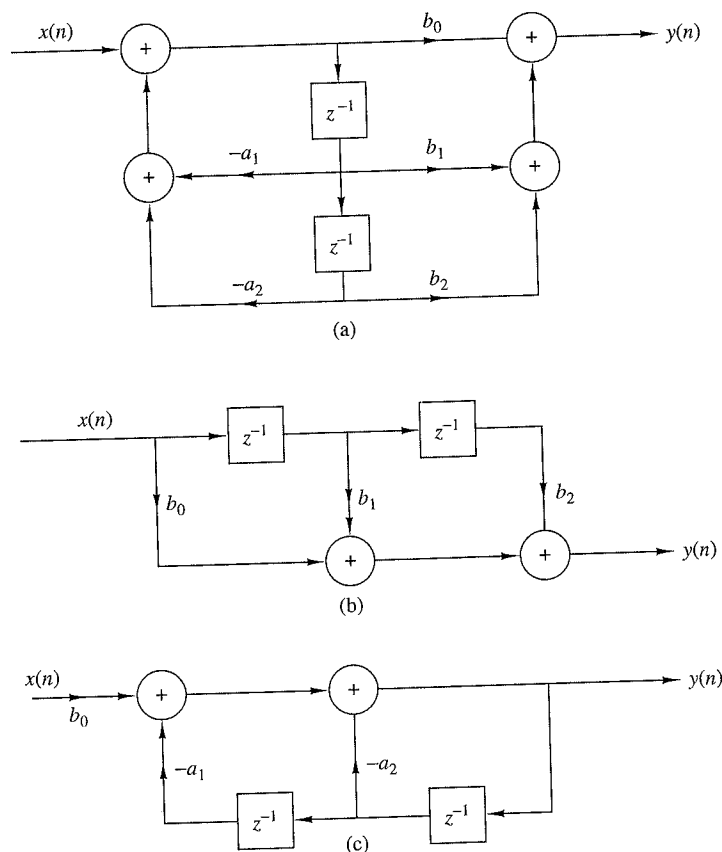 x(n) + b₀ + y(n)
z⁻¹
+ −a₁ b₁ +
z⁻¹
−a₂ b₂
(a)
x(n) z⁻¹ z⁻¹
b₀ b₁ b₂
+ + y(n)
(b)
x(n) + + y(n)
b₀
−a₁ −a₂
z⁻¹ z⁻¹
(c)